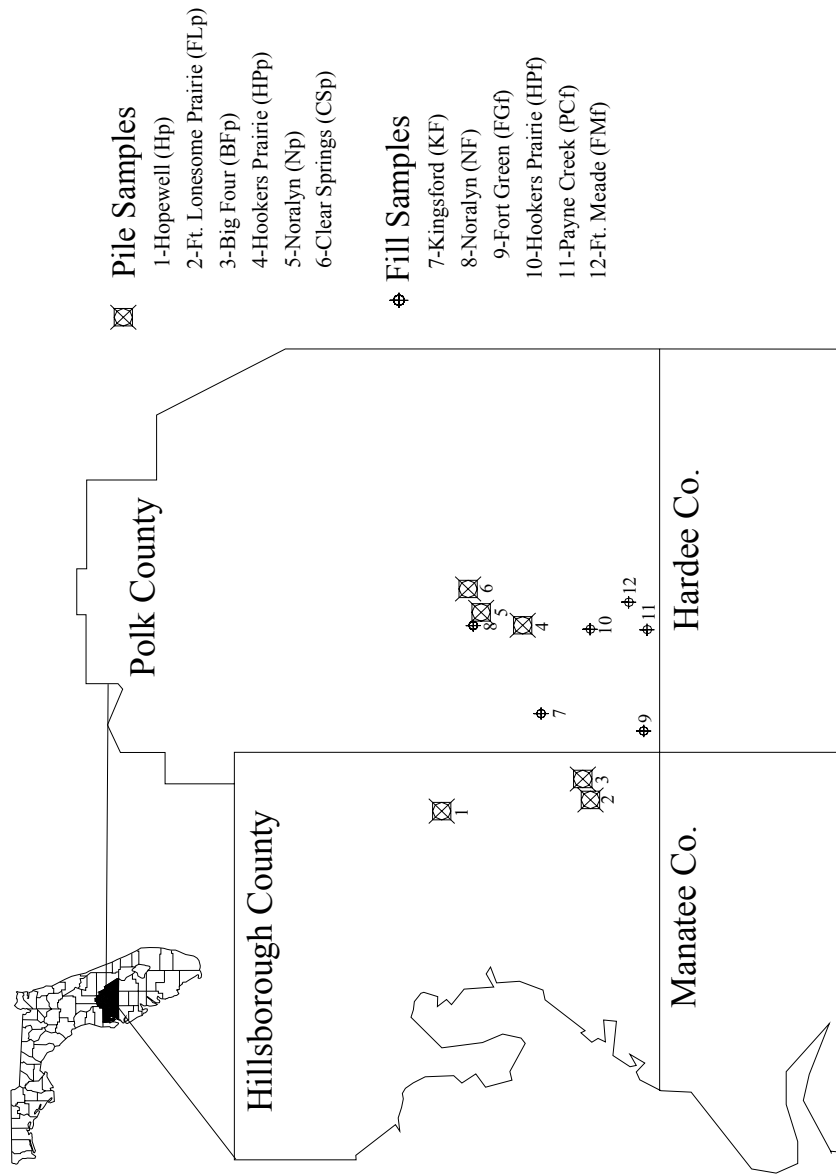 Pile Samples
1-Hopewell (Hp)
2-Ft. Lonesome Prairie (FLp)
3-Big Four (BFp)
4-Hookers Prairie (HPp)
5-Noralyn (Np)
6-Clear Springs (CSp)
Fill Samples
7-Kingsford (KF)
8-Noralyn (NF)
9-Fort Green (FGf)
10-Hookers Prairie (HPf)
11-Payne Creek (PCf)
12-Ft. Meade (FMf)
Polk County
Hillsborough County
Hardee Co.
Manatee Co.
1
2
3
4
5
6
7
8
9
10
11
12